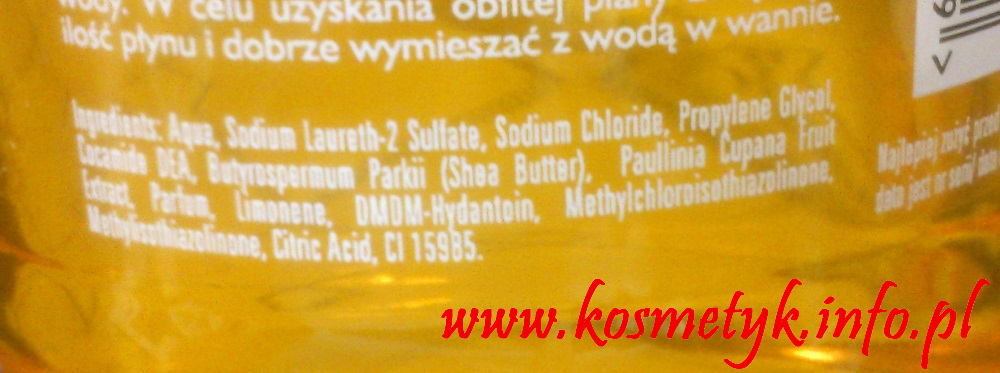 wody. W celu uzyskania obfitej piany
ilość płynu i dobrze wymieszać z wodą w wannie.
Ingredients: Aqua, Sodium Laureth-2 Sulfate, Sodium Chloride, Propylene Glycol,
Cocamide DEA, Butyrospermum Parkii (Shea Butter), Paullinia Cupana Fruit
Extract, Parfum, Limonene, DMDM-Hydantoin, Methylchloroisothiazolinone,
Methylisothiazolinone, Citric Acid, CI 15985.
Najlepiej zużyć przed
data jest na
< 6
www.kosmetyk.info.pl